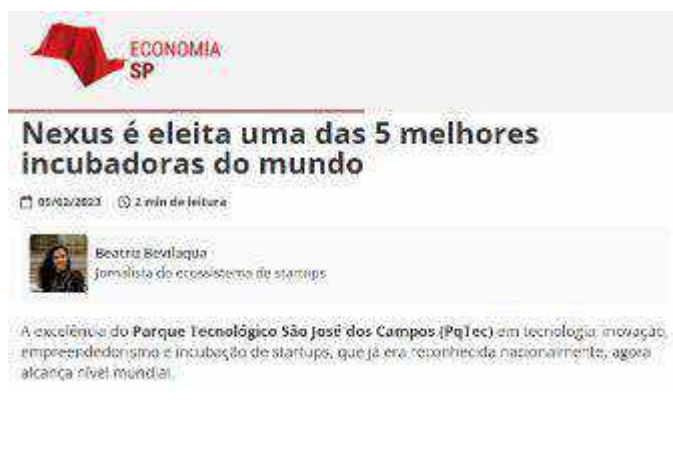 ECONOMIA
SP
Nexus é eleita uma das 5 melhores
incubadoras do mundo
05/02/2023 2 min de leitura
Beatriz Bevilaqua
Jornalista do ecossistema de startups
A excelência do Parque Tecnológico São José dos Campos (PqTec) em tecnologia, inovação,
empreendedorismo e incubação de startups, que já era reconhecida nacionalmente, agora
alcança nível mundial.